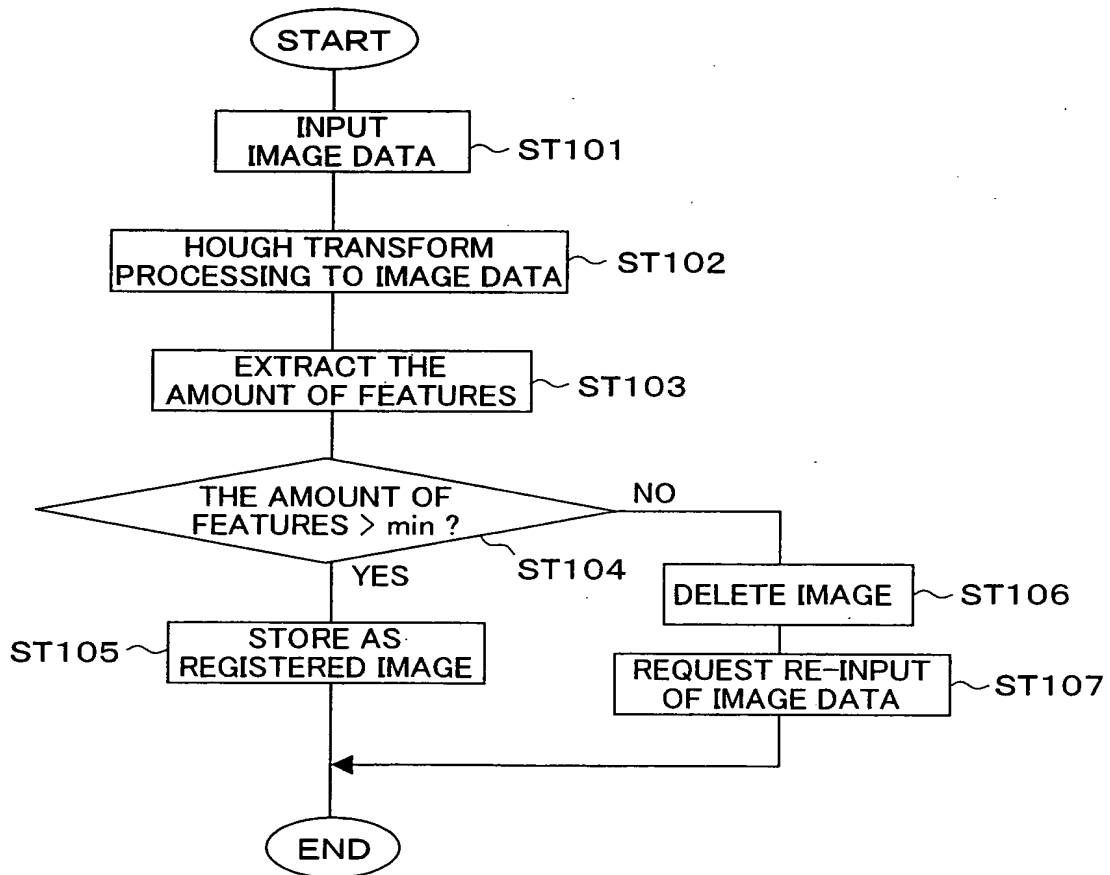 START
INPUT
IMAGE DATA
ST101
HOUGH TRANSFORM
PROCESSING TO IMAGE DATA
ST102
EXTRACT THE
AMOUNT OF FEATURES
ST103
THE AMOUNT OF
FEATURES > min ?
ST104
NO
YES
DELETE IMAGE
ST106
ST105
STORE AS
REGISTERED IMAGE
REQUEST RE-INPUT
OF IMAGE DATA
ST107
END